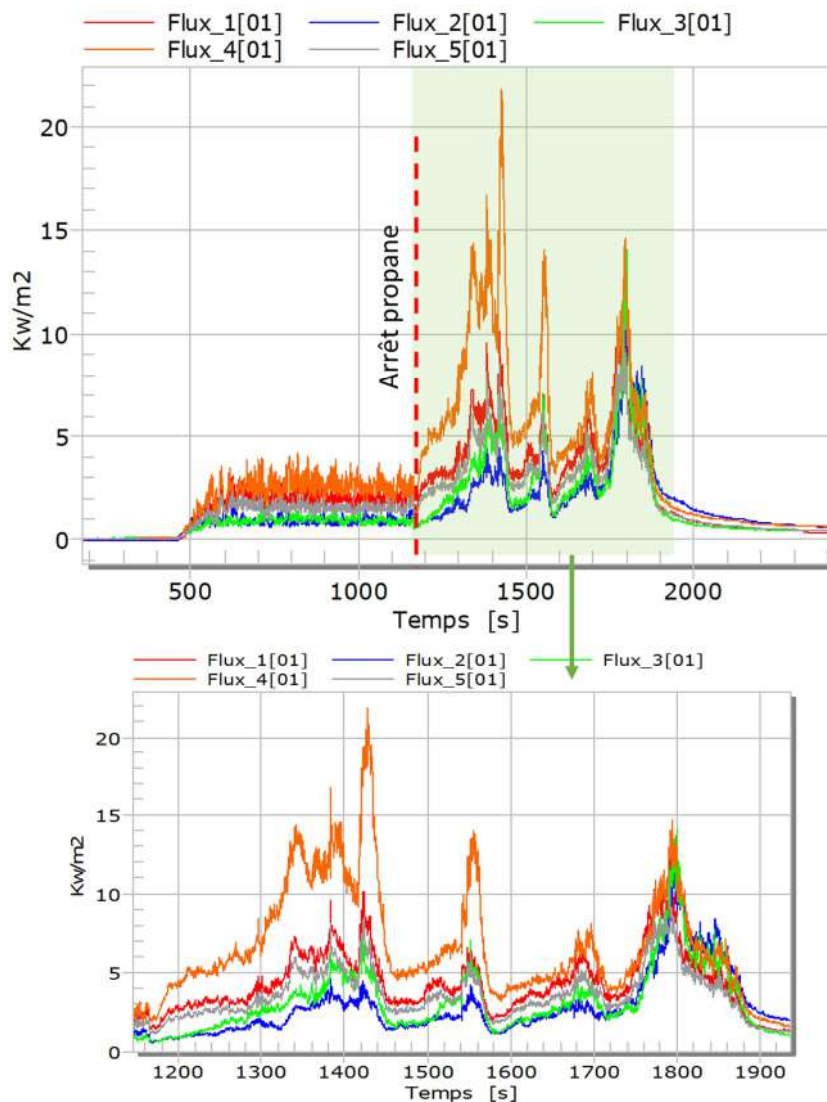 Flux_1[01] Flux_2[01] Flux_3[01]
Flux_4[01] Flux_5[01]
20
15
10
5
0
Kw/m2
Arrêt propane
500 1000 1500 2000
Temps [s]
Flux_1[01] Flux_2[01] Flux_3[01]
Flux_4[01] Flux_5[01]
20
15
10
5
0
Kw/m2
1200 1300 1400 1500 1600 1700 1800 1900
Temps [s]